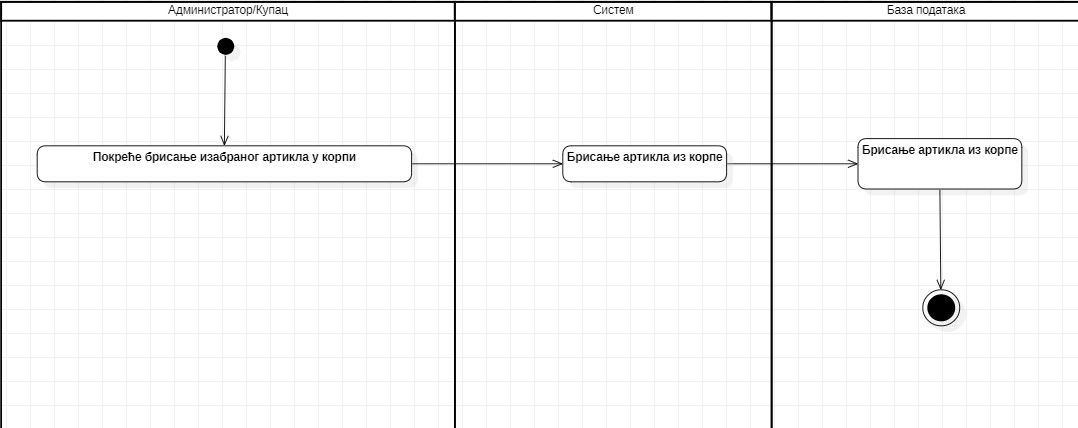 Администратор/Купац
Систем
База података
Покреће брисање изабраног артикла у корпи
Брисање артикла из корпе
Брисање артикла из корпе